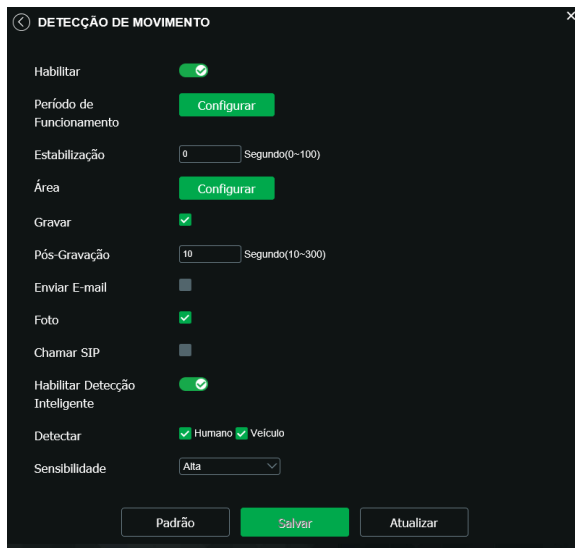 DETECÇÃO DE MOVIMENTO
Habilitar
Período de
Funcionamento
Configurar
Estabilização
0
Segundo(0~100)
Área
Configurar
Gravar
Pós-Gravação
10
Segundo(10~300)
Enviar E-mail
Foto
Chamar SIP
Habilitar Detecção
Inteligente
Detectar
Humano
Veículo
Sensibilidade
Alta
Padrão
Salvar
Atualizar